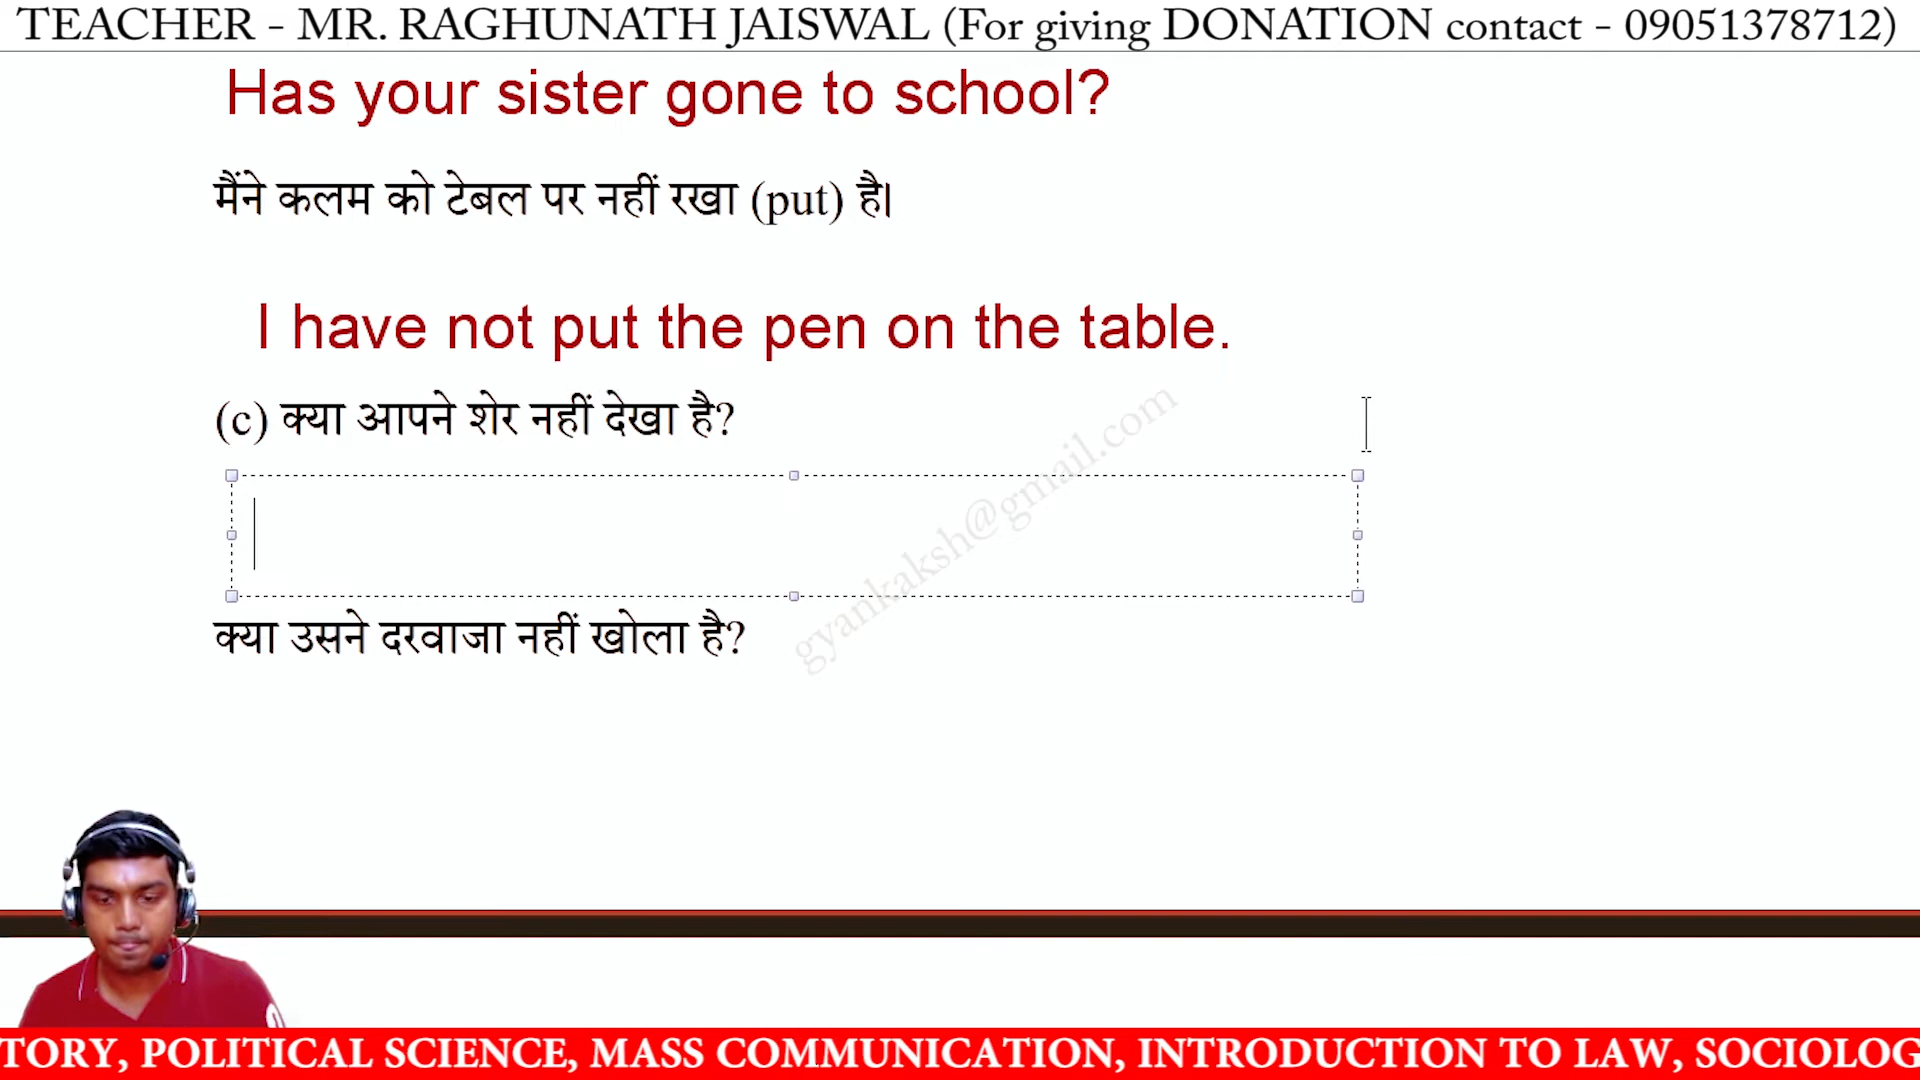 TEACHER - MR. RAGHUNATH JAISWAL (For giving DONATION contact - 09051378712)
Has your sister gone to school?
मैंने कलम को टेबल पर नहीं रखा (put) है।
I have not put the pen on the table.
(c) क्या आपने शेर नहीं देखा है?
gyankaksh@gmail.com
क्या उसने दरवाजा नहीं खोला है?
TORY, POLITICAL SCIENCE, MASS COMMUNICATION, INTRODUCTION TO LAW, SOCIOLOG